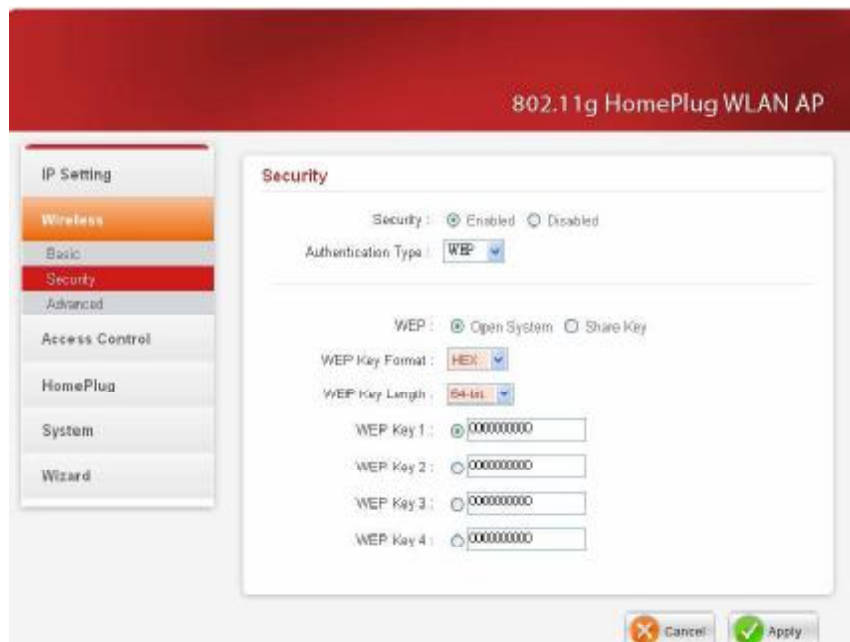 802.11g HomePlug WLAN AP
IP Setting
Wireless
Basic
Security
Advanced
Access Control
HomePlug
System
Wizard
Security
Security : Enabled Disabled
Authentication Type : WEP
WEP : Open System Share Key
WEP Key Format : HEX
WEP Key Length : 64-bit
WEP Key 1 : 0000000000
WEP Key 2 : 0000000000
WEP Key 3 : 0000000000
WEP Key 4 : 0000000000
Cancel Apply